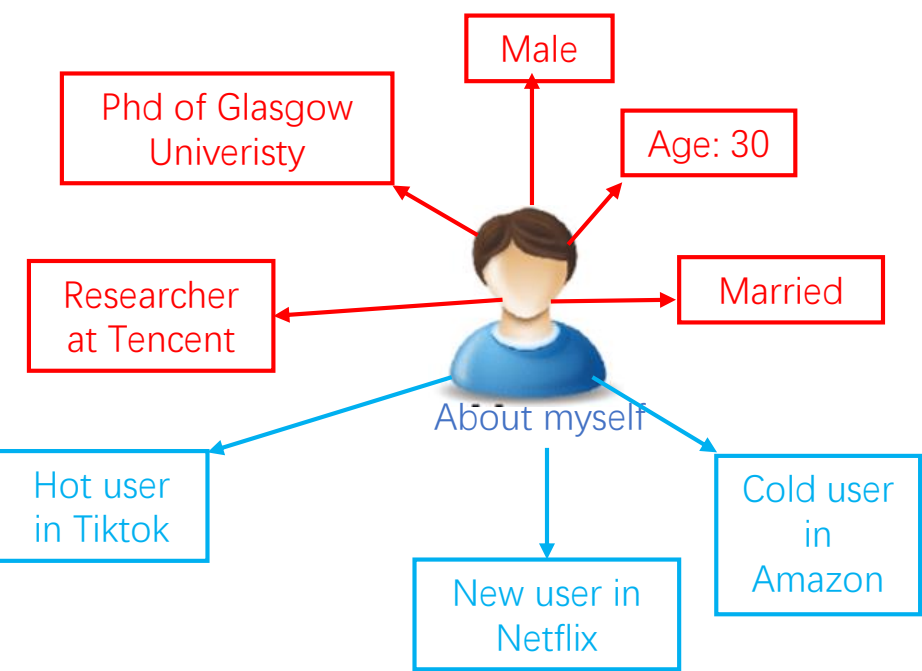 Male
Phd of Glasgow
Univeristy
Age: 30
Researcher
at Tencent
Married
About myself
Hot user
in Tiktok
New user in
Netflix
Cold user
in
Amazon